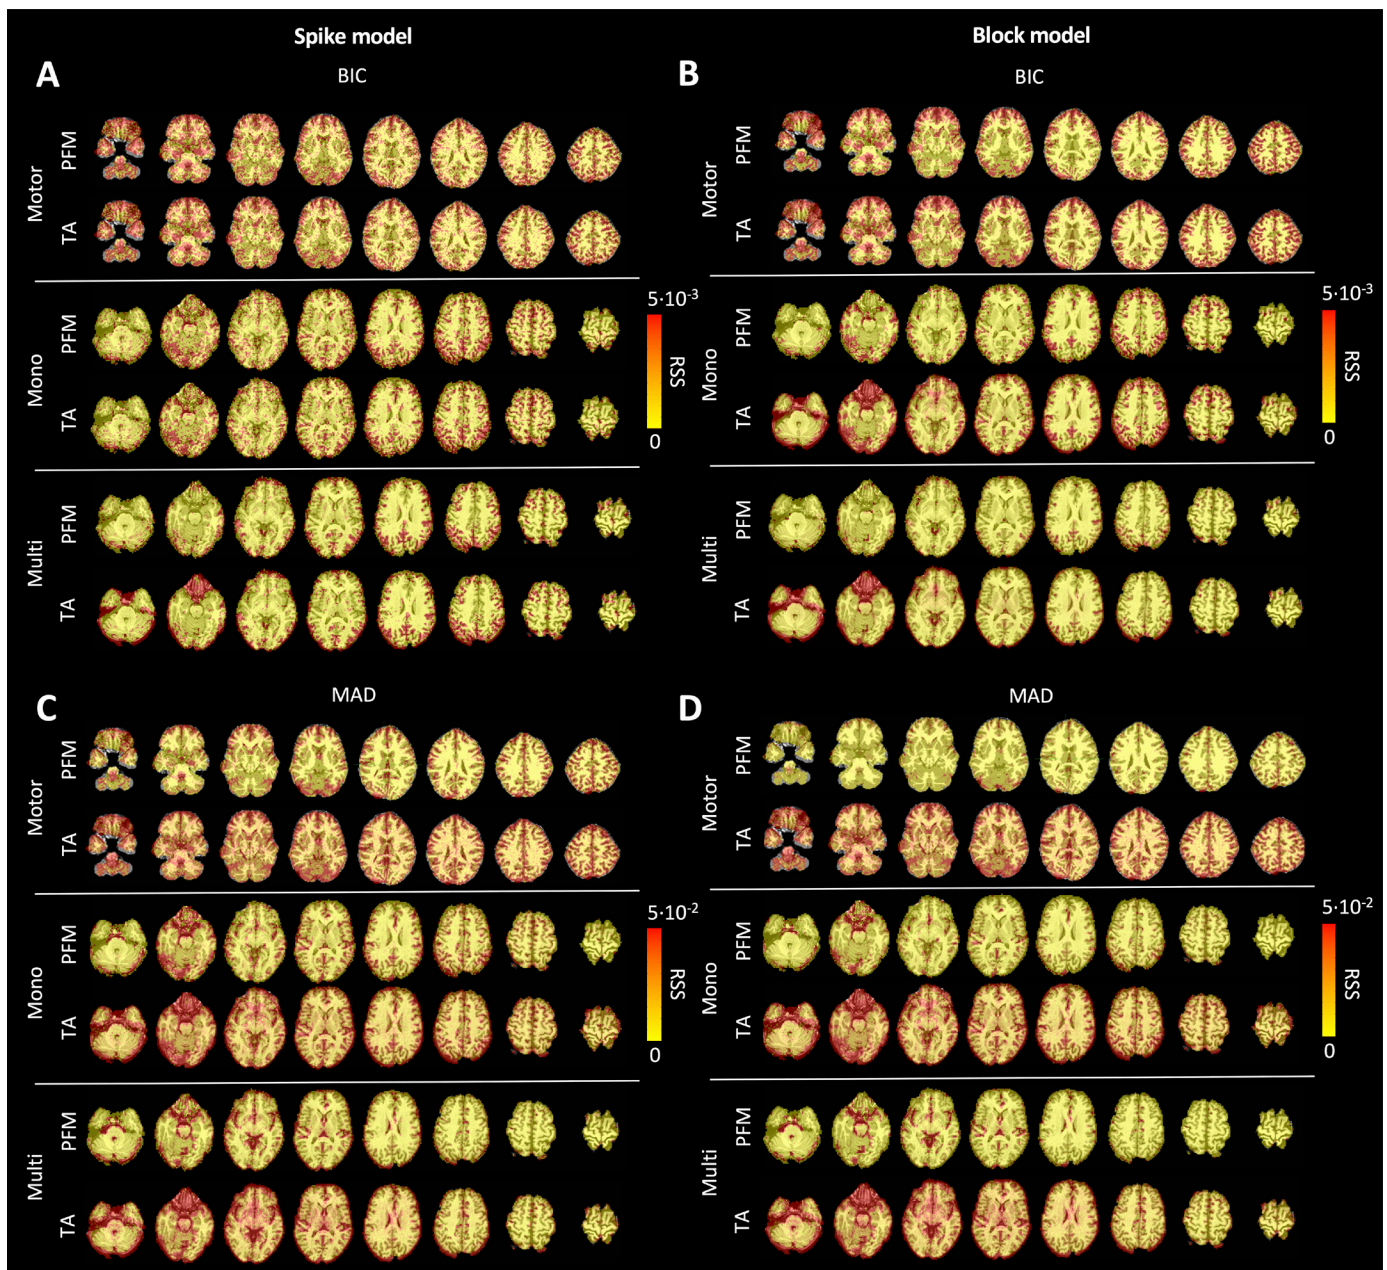 Spike model
Block model
A
BIC
B
BIC
Motor
PFM
TA
Mono
PFM
TA
Multi
PFM
TA
5·10-3
RSS
0
Motor
PFM
TA
Mono
PFM
TA
Multi
PFM
TA
5·10-3
RSS
0
C
MAD
D
MAD
Motor
PFM
TA
Mono
PFM
TA
Multi
PFM
TA
5·10-2
RSS
0
Motor
PFM
TA
Mono
PFM
TA
Multi
PFM
TA
5·10-2
RSS
0